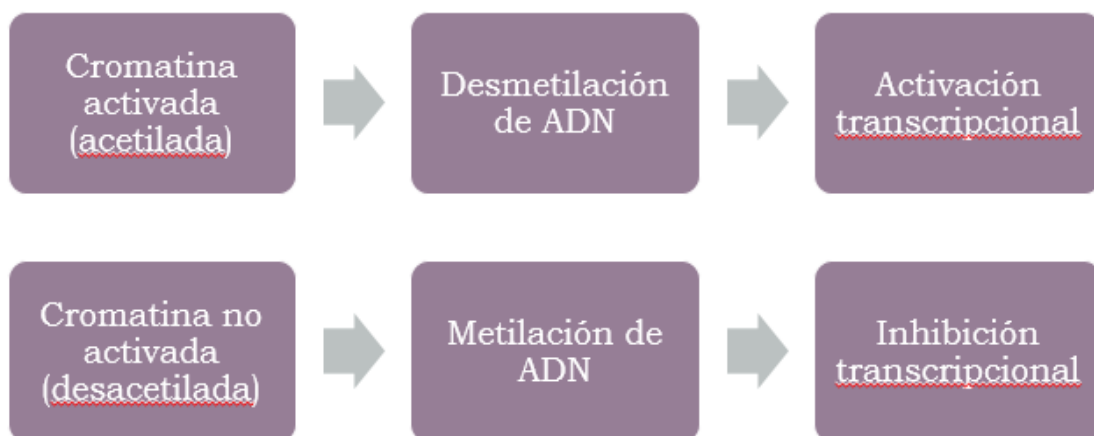 Cromatina
activada
(acetilada)
Desmetilación
de ADN
Activación
transcripcional
Cromatina no
activada
(desacetilada)
Metilación de
ADN
Inhibición
transcripcional